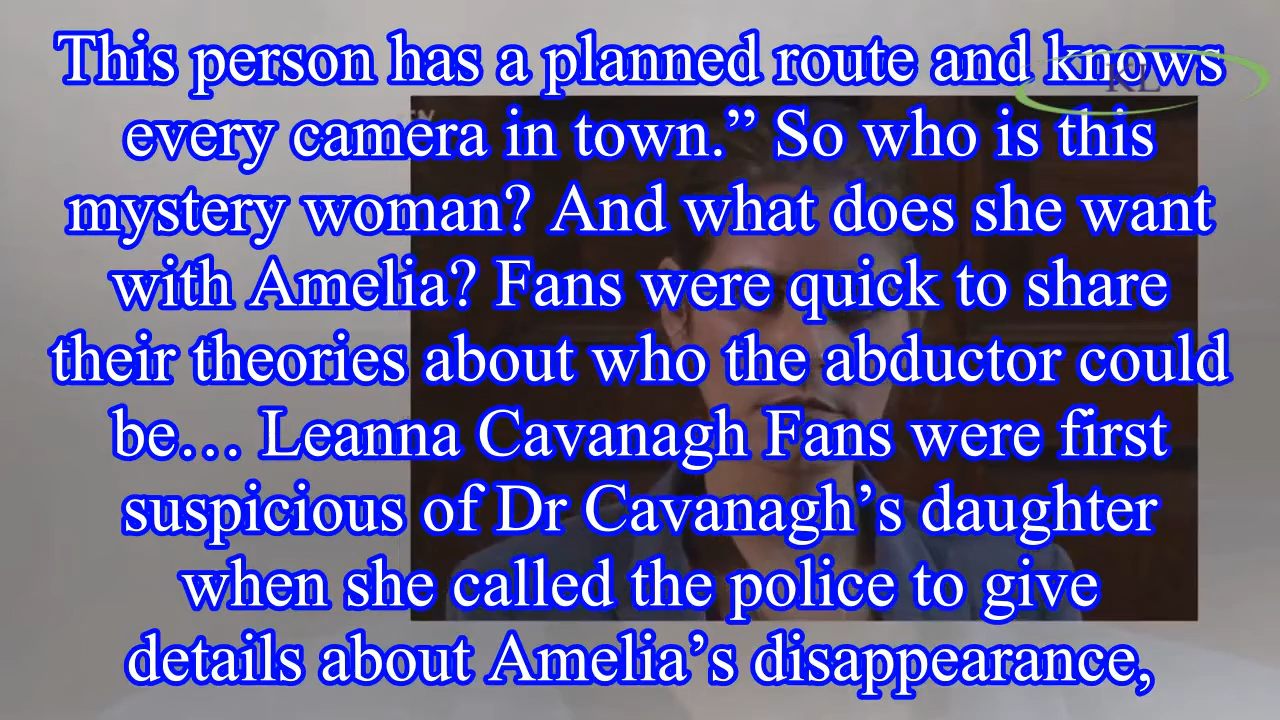 This person has a planned route and knows
every camera in town.” So who is this
mystery woman? And what does she want
with Amelia? Fans were quick to share
their theories about who the abductor could
be… Leanna Cavanagh Fans were first
suspicious of Dr Cavanagh’s daughter
when she called the police to give
details about Amelia’s disappearance,
KL